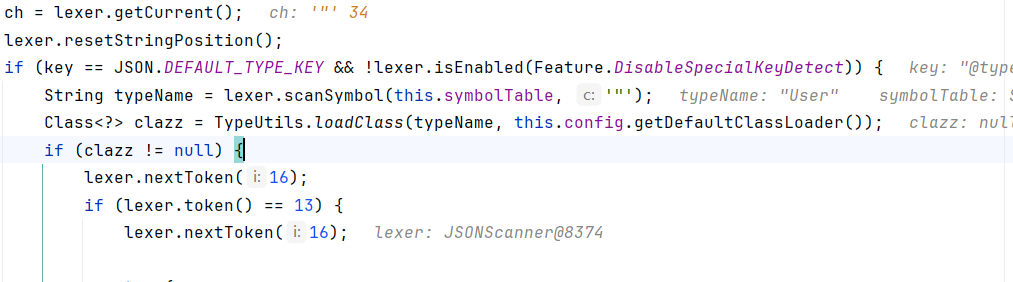 ch = lexer.getCurrent(); ch: '"' 34
lexer.resetStringPosition();
if (key == JSON.DEFAULT_TYPE_KEY && !lexer.isEnabled(Feature.DisableSpecialKeyDetect)) { key: "@type
String typeName = lexer.scanSymbol(this.symbolTable, c: '"'); typeName: "User" symbolTable: S
Class<?> clazz = TypeUtils.loadClass(typeName, this.config.getDefaultClassLoader()); clazz: null
if (clazz != null) {
lexer.nextToken( i: 16);
if (lexer.token() == 13) {
lexer.nextToken( i: 16); lexer: JSONScanner@8374